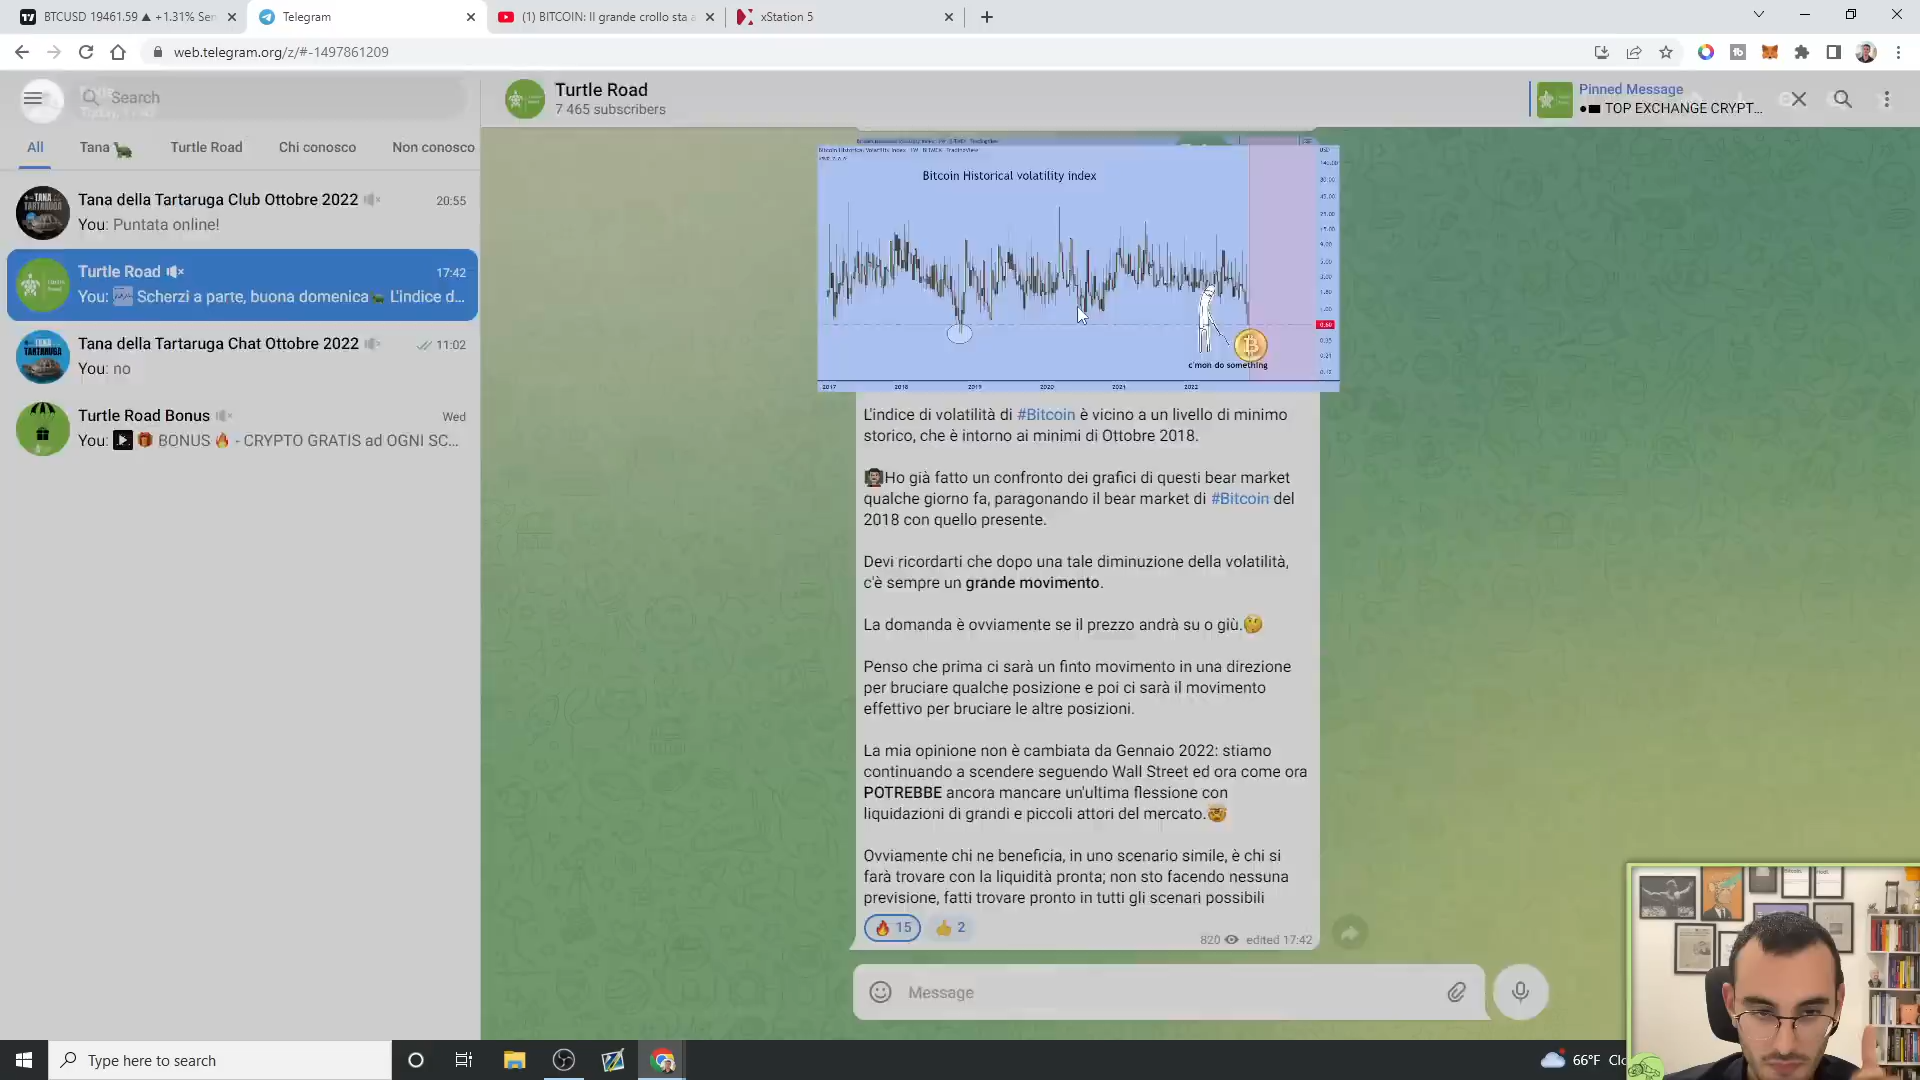 BTCUSD 19461.59 ▲ +1.31% Sen
Telegram
(1) BITCOIN: Il grande crollo sta a
xStation 5
web.telegram.org/z/#-1497861209
Search
Turtle Road
7 465 subscribers
Pinned Message
TOP EXCHANGE CRYPT...
All
Tana 🐢
Turtle Road
Chi conosco
Non conosco
Tana della Tartaruga Club Ottobre 2022
20:55
You: Puntata online!
Turtle Road
17:42
You: Scherzi a parte, buona domenica🐢 L'indice d...
Tana della Tartaruga Chat Ottobre 2022
11:02
You: no
Turtle Road Bonus
Wed
You: 🎁 BONUS 🔥 - CRYPTO GRATIS ad OGNI SC...
Bitcoin Historical volatility index
c'mon do something
2017 2018 2019 2020 2021 2022
L'indice di volatilità di #Bitcoin è vicino a un livello di minimo
storico, che è intorno ai minimi di Ottobre 2018.
Ho già fatto un confronto dei grafici di questi bear market
qualche giorno fa, paragonando il bear market di #Bitcoin del
2018 con quello presente.
Devi ricordarti che dopo una tale diminuzione della volatilità,
c'è sempre un grande movimento.
La domanda è ovviamente se il prezzo andrà su o giù.🤔
Penso che prima ci sarà un finto movimento in una direzione
per bruciare qualche posizione e poi ci sarà il movimento
effettivo per bruciare le altre posizioni.
La mia opinione non è cambiata da Gennaio 2022: stiamo
continuando a scendere seguendo Wall Street ed ora come ora
POTREBBE ancora mancare un'ultima flessione con
liquidazioni di grandi e piccoli attori del mercato.
Ovviamente chi ne beneficia, in uno scenario simile, è chi si
farà trovare con la liquidità pronta; non sto facendo nessuna
previsione, fatti trovare pronto in tutti gli scenari possibili
🔥 15 👍 2
820 edited 17:42
Message
Type here to search
66°F